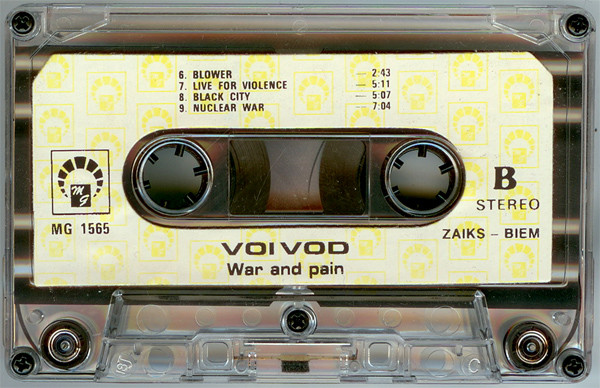 6. BLOWER — 2:43
7. LIVE FOR VIOLENCE — 5:11
8. BLACK CITY — 5:07
9. NUCLEAR WAR — 7:04
MG
MG 1565
B
STEREO
ZAIKS – BIEM
VOIVOD
War and pain
C